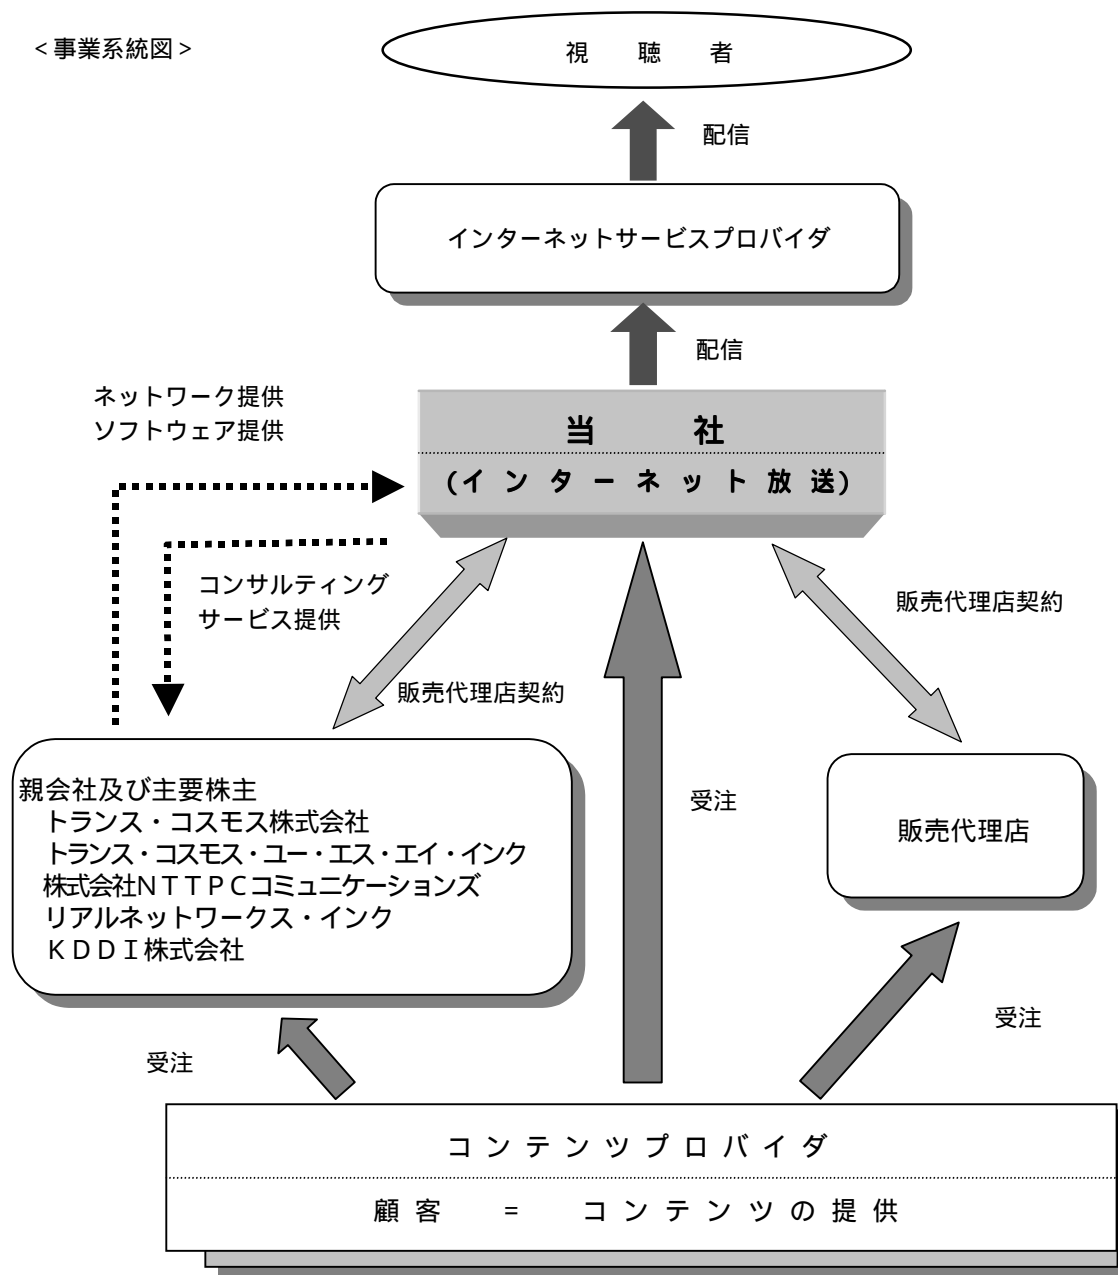 <事業系統図>
視 聴 者
配信
インターネットサービスプロバイダ
配信
ネットワーク提供
ソフトウェア提供
当 社
(インターネット放送)
コンサルティング
サービス提供
販売代理店契約
販売代理店契約
親会社及び主要株主
トランス・コスモス株式会社
トランス・コスモス・ユー・エス・エイ・インク
株式会社NTTPCコミュニケーションズ
リアルネットワークス・インク
KDDI株式会社
受注
販売代理店
受注
受注
コンテンツプロバイダ
顧客 = コンテンツの提供